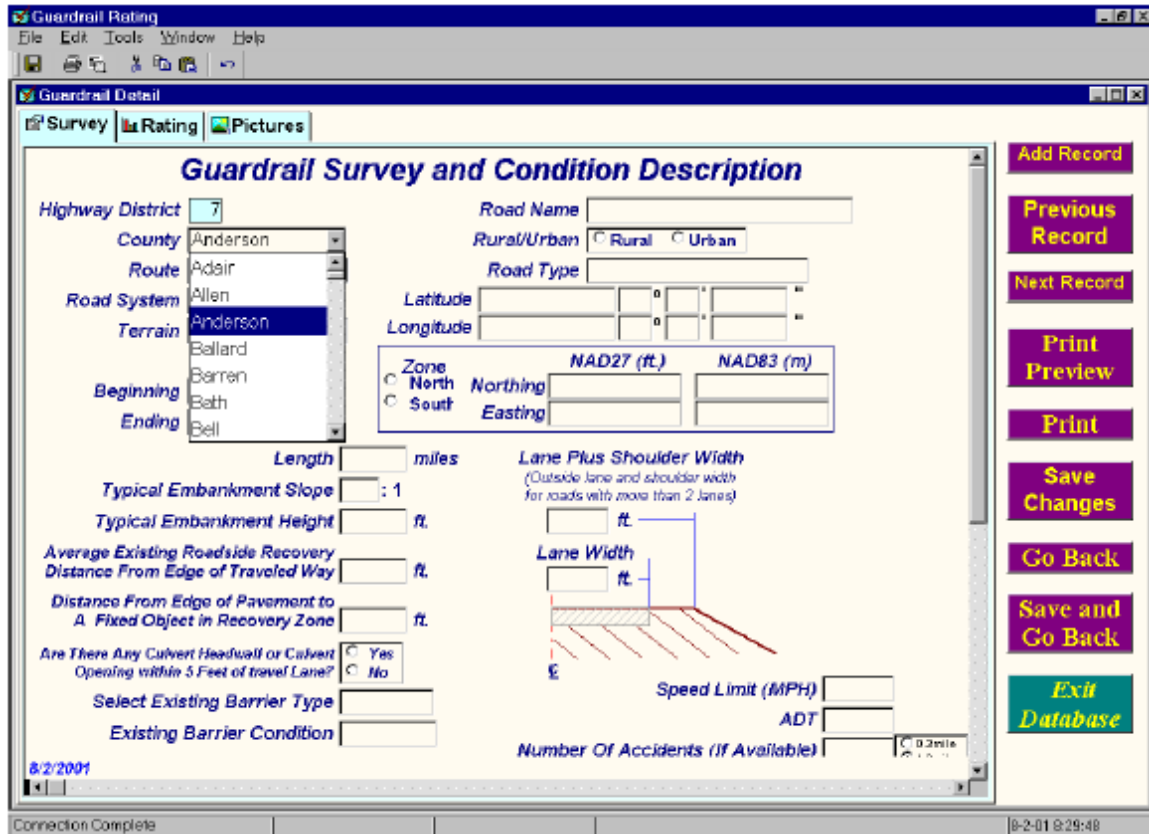 Guardrail Rating
File Edit Tools Window Help
Guardrail Detail
Survey Rating Pictures
Guardrail Survey and Condition Description
Highway District 7
County Anderson
Adair
Allen
Anderson
Ballard
Barren
Bath
Bell
Route
Road System
Terrain
Beginning
Ending
Road Name
Rural/Urban Rural Urban
Road Type
Latitude ° ' "
Longitude ° ' "
Zone
North
South
NAD27 (ft.) NAD83 (m)
Northing
Easting
Length miles
Typical Embankment Slope : 1
Typical Embankment Height ft.
Average Existing Roadside Recovery
Distance From Edge of Traveled Way ft.
Distance From Edge of Pavement to
A Fixed Object in Recovery Zone ft.
Are There Any Culvert Headwall or Culvert
Opening within 5 Feet of travel Lane?
Yes
No
Select Existing Barrier Type
Existing Barrier Condition
Lane Plus Shoulder Width
(Outside lane and shoulder width
for roads with more than 2 lanes)
ft.
Lane Width
ft.
℄
Speed Limit (MPH)
ADT
Number Of Accidents (If Available) 0.3mile
8/2/2001
Add Record
Previous
Record
Next Record
Print
Preview
Print
Save
Changes
Go Back
Save and
Go Back
Exit
Database
Connection Complete
8-2-01 8:29:48